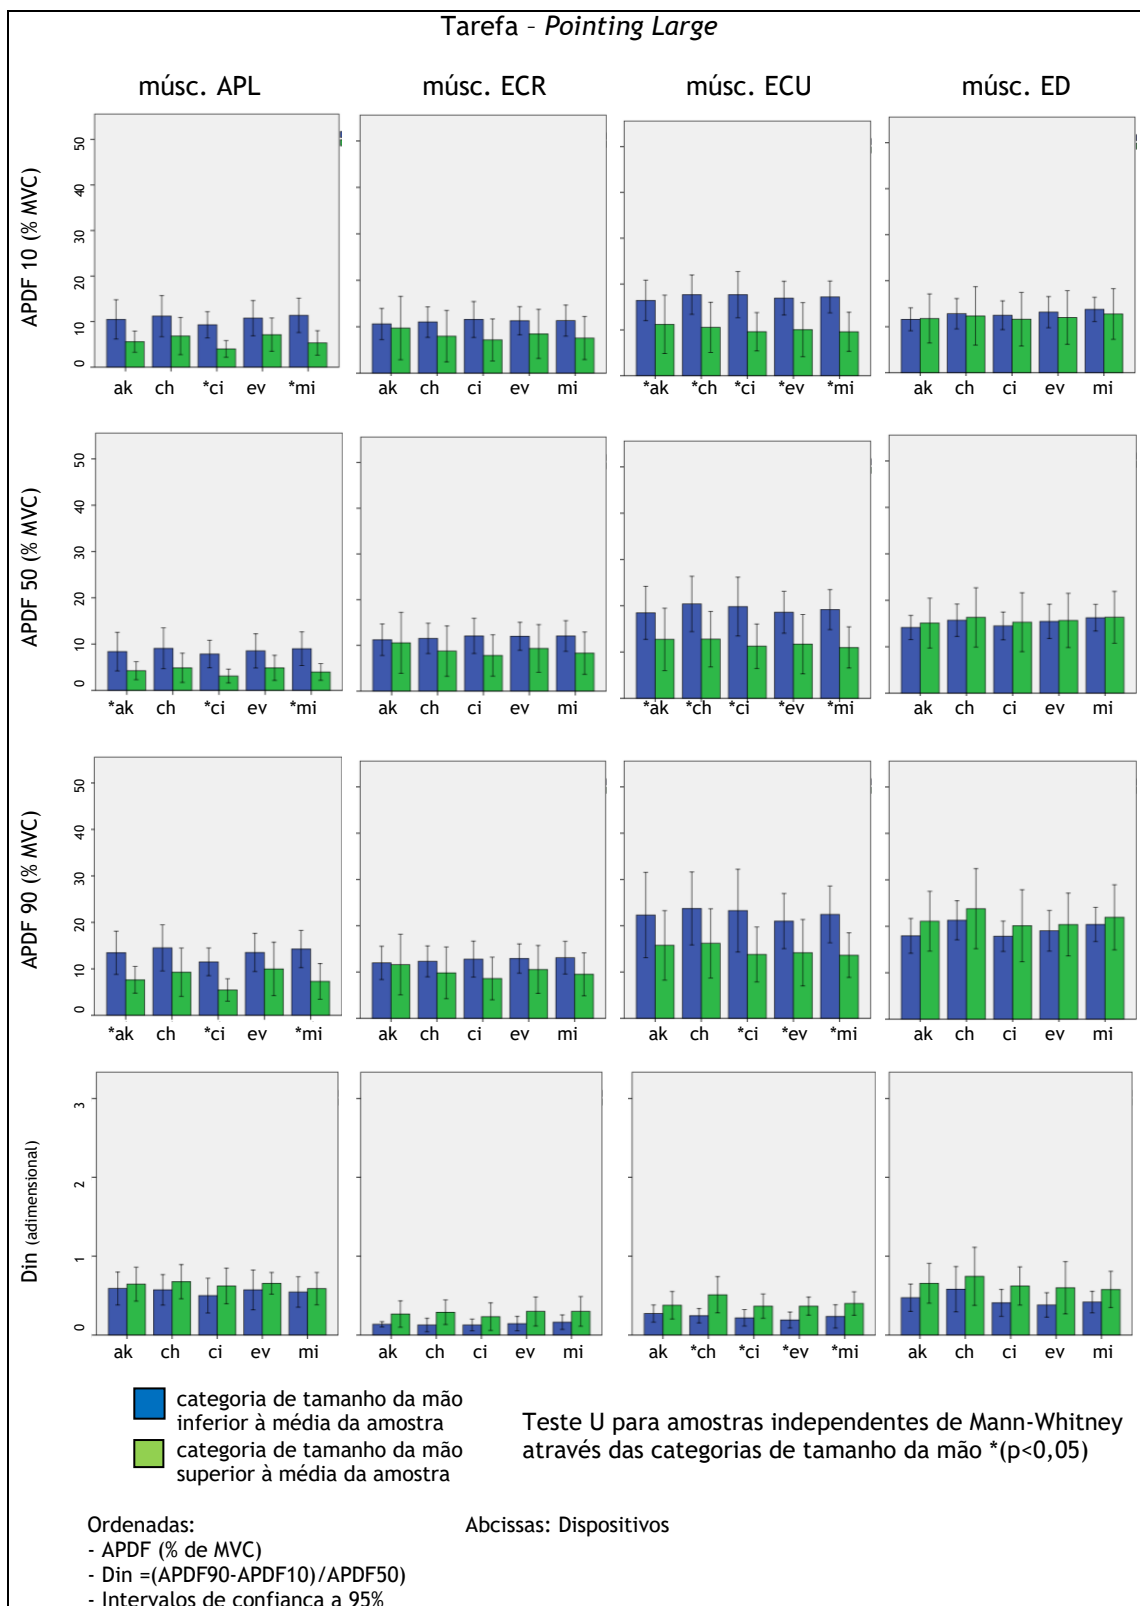 Tarefa – Pointing Large
músc. APL músc. ECR músc. ECU músc. ED
APDF 10 (% MVC)
50
40
30
20
10
0
ak ch *ci ev *mi
ak ch ci ev mi
*ak *ch *ci *ev *mi
ak ch ci ev mi
APDF 50 (% MVC)
50
40
30
20
10
0
*ak ch *ci ev *mi
ak ch ci ev mi
*ak *ch *ci *ev *mi
ak ch ci ev mi
APDF 90 (% MVC)
50
40
30
20
10
0
*ak ch *ci ev *mi
ak ch ci ev mi
ak ch *ci *ev *mi
ak ch ci ev mi
Din (adimensional)
3
2
1
0
ak ch ci ev mi
ak ch ci ev mi
ak *ch *ci *ev *mi
ak ch ci ev mi
categoria de tamanho da mão
inferior à média da amostra
categoria de tamanho da mão
superior à média da amostra
Teste U para amostras independentes de Mann-Whitney
através das categorias de tamanho da mão *(p<0,05)
Ordenadas:
- APDF (% de MVC)
- Din =(APDF90-APDF10)/APDF50)
- Intervalos de confiança a 95%
Abcissas: Dispositivos